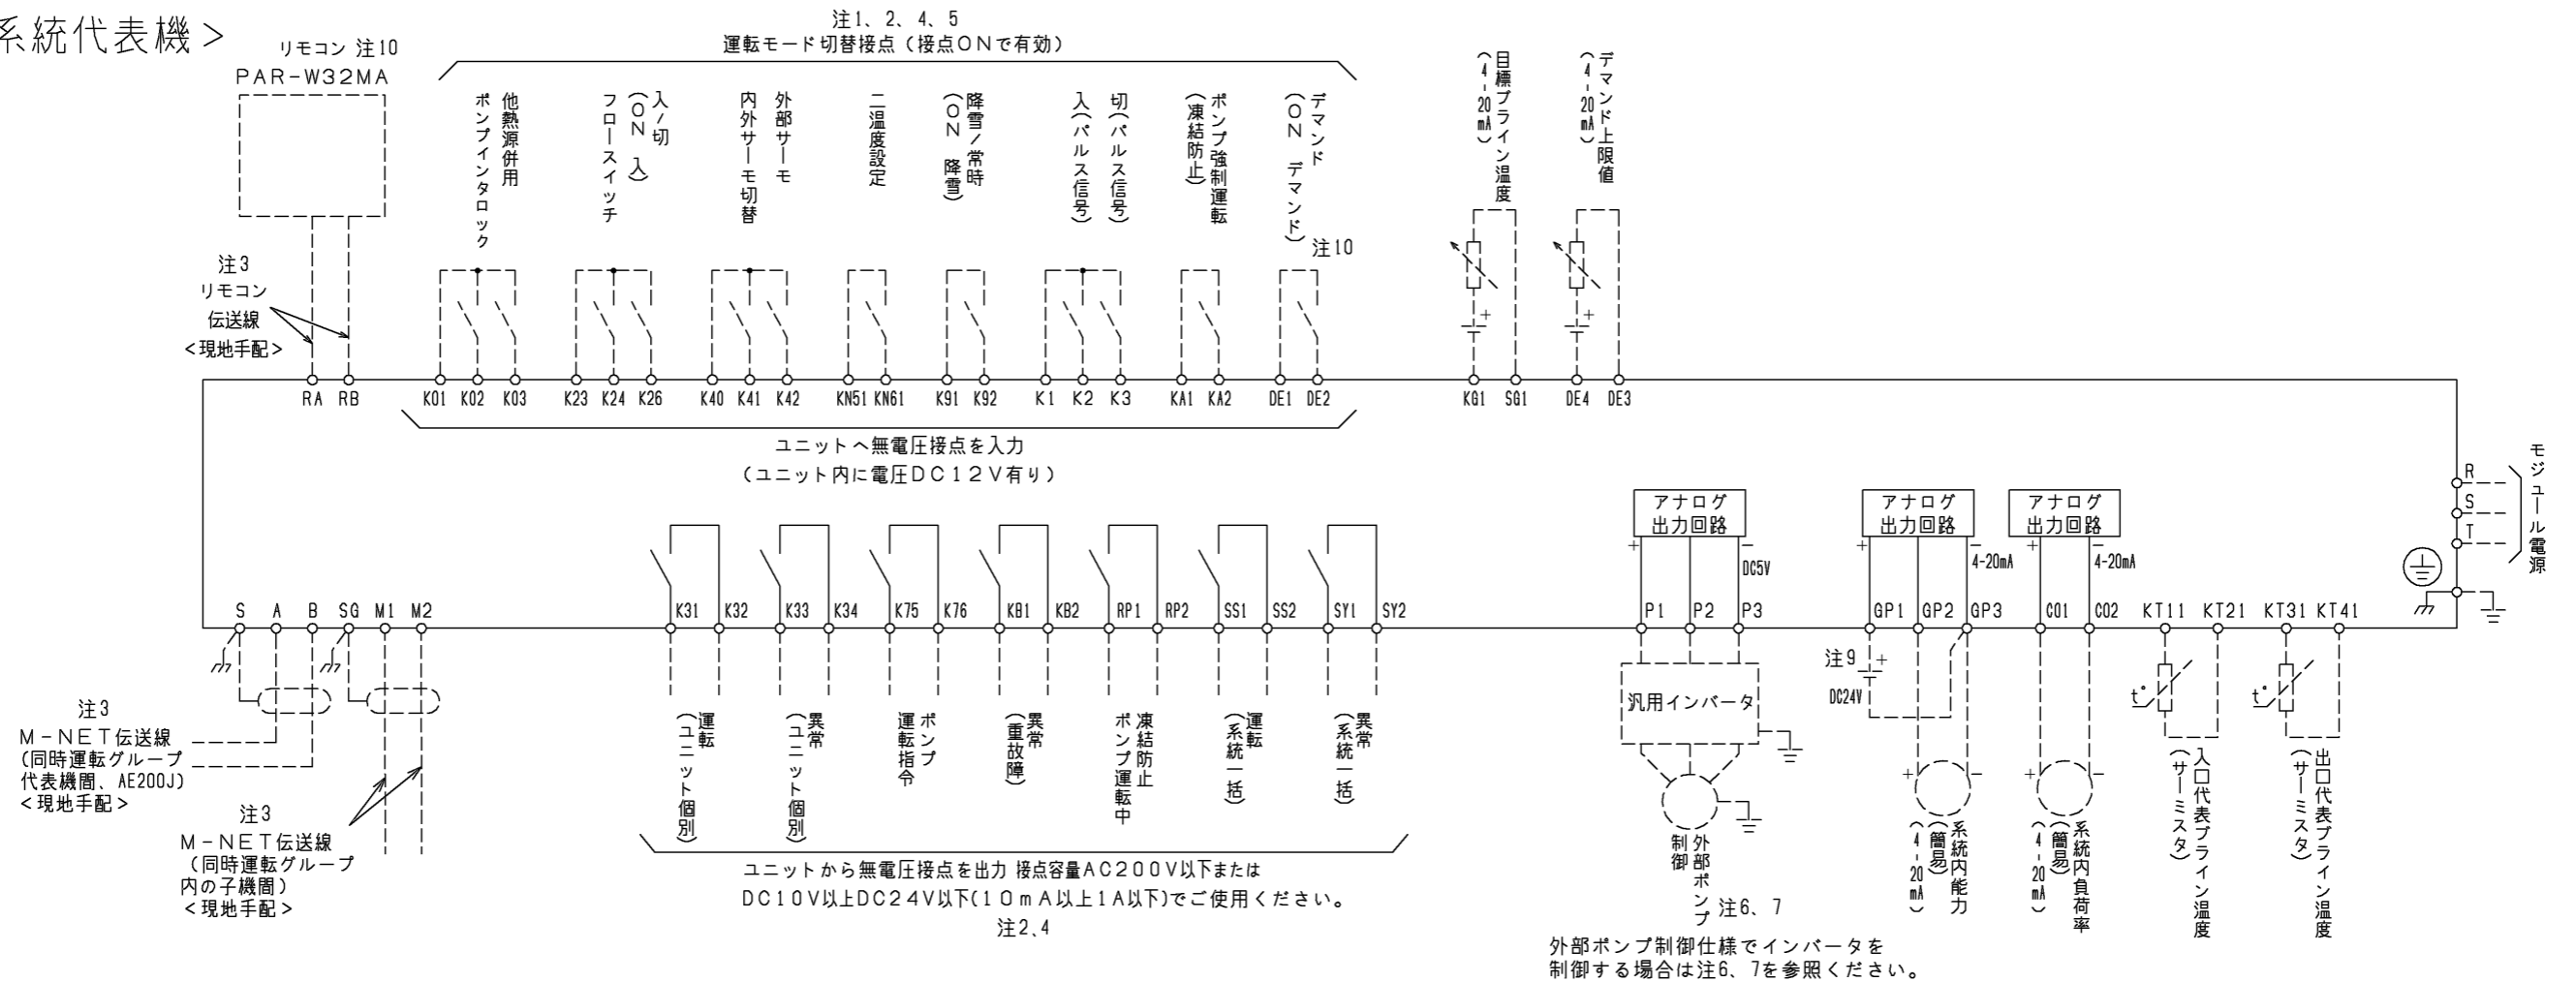 系統代表機>
リモコン 注10
PAR-W32MA
注1、2、4、5
運転モード切替接点（接点ONで有効）
ポンプインタロック
他熱源併用
フロースイッチ
（ON 入）
入/切
内外サーモ切替
外部サーモ
二温度設定
（ON 降雪）
降雪/常時
入（パルス信号）
切（パルス信号）
（凍結防止）
ポンプ強制運転
（ON デマンド）
デマンド
注10
（4-20mA）
目標ブライン温度
（4-20mA）
デマンド上限値
+
+
注3
リモコン
伝送線
<現地手配>
RA RB K01 K02 K03 K23 K24 K26 K40 K41 K42 KN51 KN61 K91 K92 K1 K2 K3 KA1 KA2 DE1 DE2 KG1 SG1 DE4 DE3
ユニットへ無電圧接点を入力
（ユニット内に電圧DC12V有り）
モジュール電源
R
S
T
アナログ
出力回路
+ -
DC5V
アナログ
出力回路
+ -
4-20mA
アナログ
出力回路
+ -
4-20mA
S A B SG M1 M2 K31 K32 K33 K34 K75 K76 KB1 KB2 RP1 RP2 SS1 SS2 SY1 SY2 P1 P2 P3 GP1 GP2 GP3 CO1 CO2 KT11 KT21 KT31 KT41
注3
M-NET伝送線
(同時運転グループ
代表機間、AE200J)
<現地手配>
注3
M-NET伝送線
（同時運転グループ
内の子機間）
<現地手配>
（ユニット個別）
運転
（ユニット個別）
異常
運転指令
ポンプ
（重故障）
異常
ポンプ運転中
凍結防止
（系統一括）
運転
（系統一括）
異常
ユニットから無電圧接点を出力 接点容量AC200V以下または
DC10V以上DC24V以下(10mA以上1A以下)でご使用ください。
注2、4
汎用インバータ
制御
外部ポンプ
注6、7
外部ポンプ制御仕様でインバータを
制御する場合は注6、7を参照ください。
注9
+
DC24V
+ -
（4-20mA）
（簡易）
系統内能力
+ -
（4-20mA）
（簡易）
系統内負荷率
t°
（サーミスタ）
入口代表ブライン温度
t°
（サーミスタ）
出口代表ブライン温度